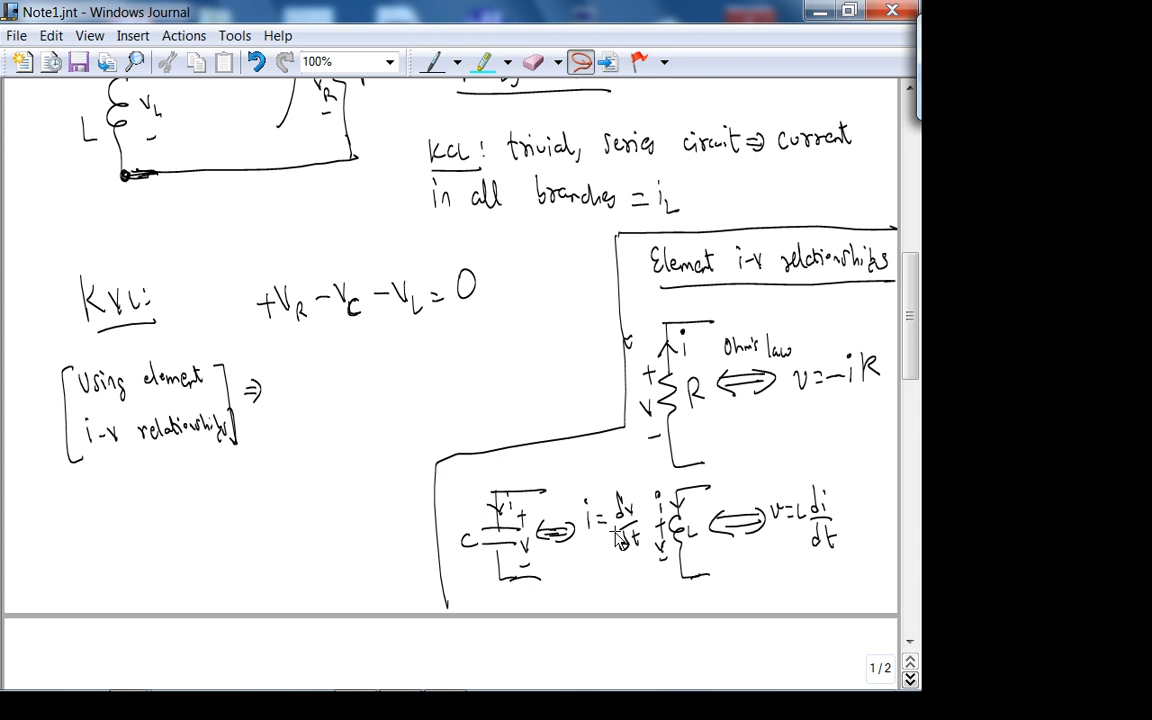 Note1.jnt - Windows Journal
File Edit View Insert Actions Tools Help
100%
L
VL
VR
KCL: trivial, series circuit ⇒ current
in all branches = iL
Element i-v relationships
KVL:
+VR - VC - VL = 0
[using element
i-v relationships] ⇒
i
+
v
-
R
Ohm's law
⇔ v = -iR
C
i
+
v
-
⇔ i = dv/dt
i
+
v
-
L
⇔ v = L di/dt
1 / 2